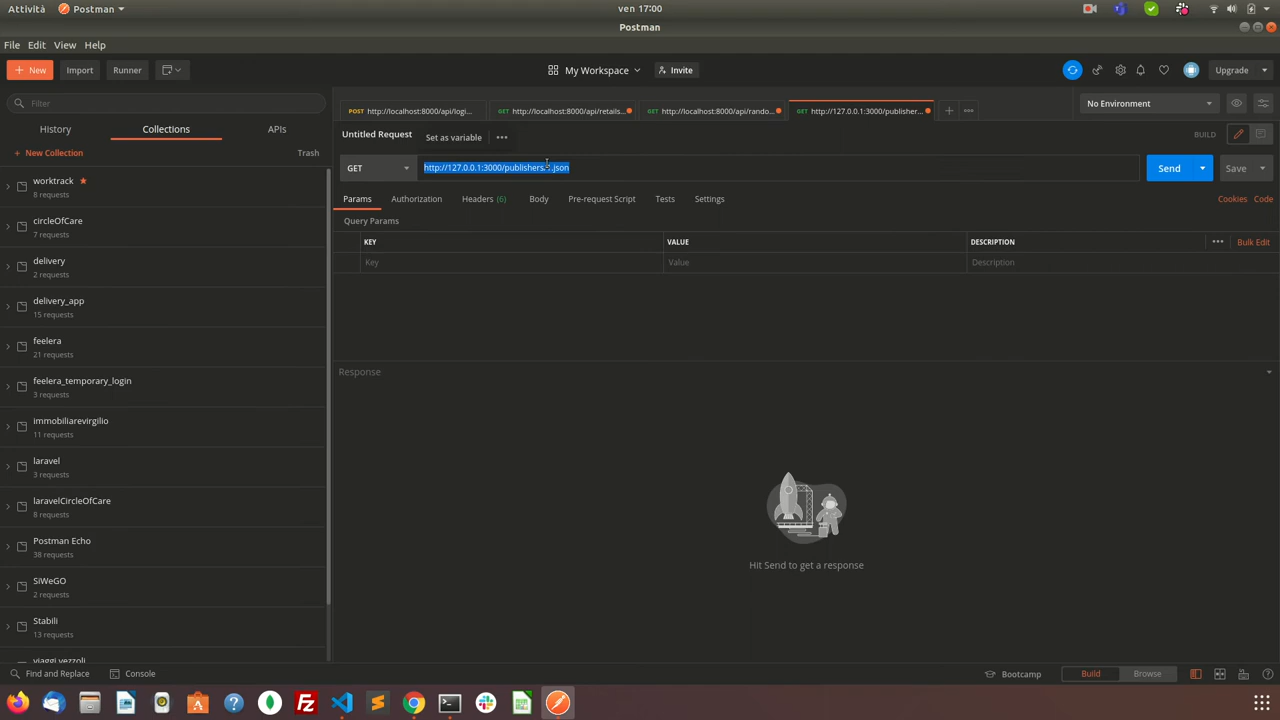 Attività
Postman
ven 17:00
Postman
File Edit View Help
New
Import
Runner
My Workspace
Invite
Upgrade
Filter
History
Collections
APIs
+ New Collection
Trash
worktrack
8 requests
circleOfCare
7 requests
delivery
2 requests
delivery_app
15 requests
feelera
21 requests
feelera_temporary_login
3 requests
immobiliarevirgilio
11 requests
laravel
3 requests
laravelCircleOfCare
8 requests
Postman Echo
38 requests
SiWeGO
2 requests
Stabili
13 requests
viaggi vezzoli
POST http://localhost:8000/api/logi...
GET http://localhost:8000/api/retails...
GET http://localhost:8000/api/rando...
GET http://127.0.0.1:3000/publisher...
No Environment
Untitled Request
Set as variable
BUILD
GET
http://127.0.0.1:3000/publishers/1.json
Send
Save
Params
Authorization
Headers (6)
Body
Pre-request Script
Tests
Settings
Cookies
Code
Query Params
KEY
VALUE
DESCRIPTION
Bulk Edit
Key
Value
Description
Response
Hit Send to get a response
Find and Replace
Console
Bootcamp
Build
Browse